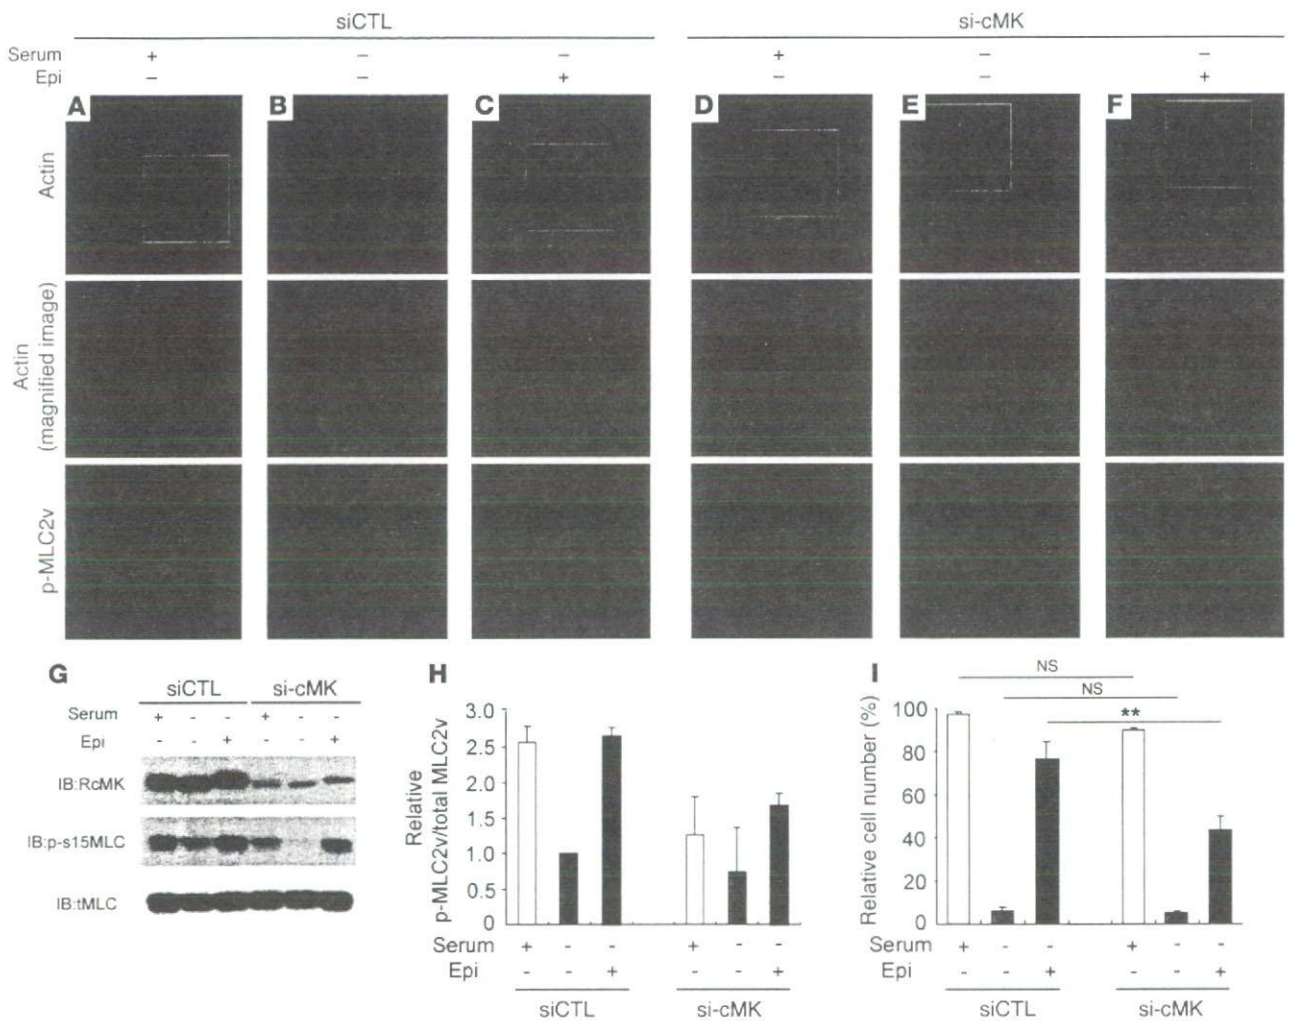 siCTL si-cMK
Serum + – – + – –
Epi – – + – – +
A B C D E F
Actin
Actin
(magnified image)
p-MLC2v
G
siCTL si-cMK
Serum + - - + - -
Epi - - + - - +
IB:RcMK
IB:p-s15MLC
IB:tMLC
H
Relative
p-MLC2v/total MLC2v
3.0
2.5
2.0
1.5
1.0
0.5
0
Serum + - - + - -
Epi - - + - - +
siCTL si-cMK
I
NS
NS
**
Relative cell number (%)
100
80
60
40
20
0
Serum + - - + - -
Epi - - + - - +
siCTL si-cMK